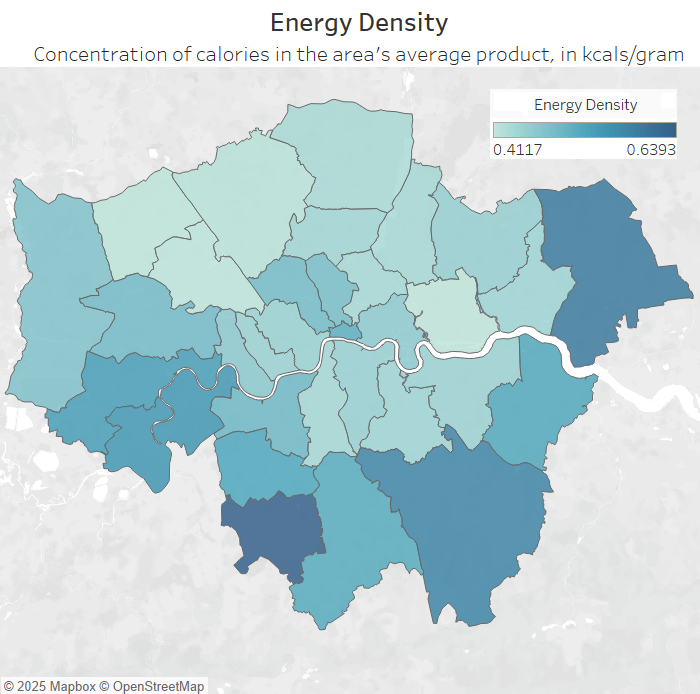 Energy Density
Concentration of calories in the area's average product, in kcals/gram
Energy Density
0.4117 0.6393
© 2025 Mapbox © OpenStreetMap